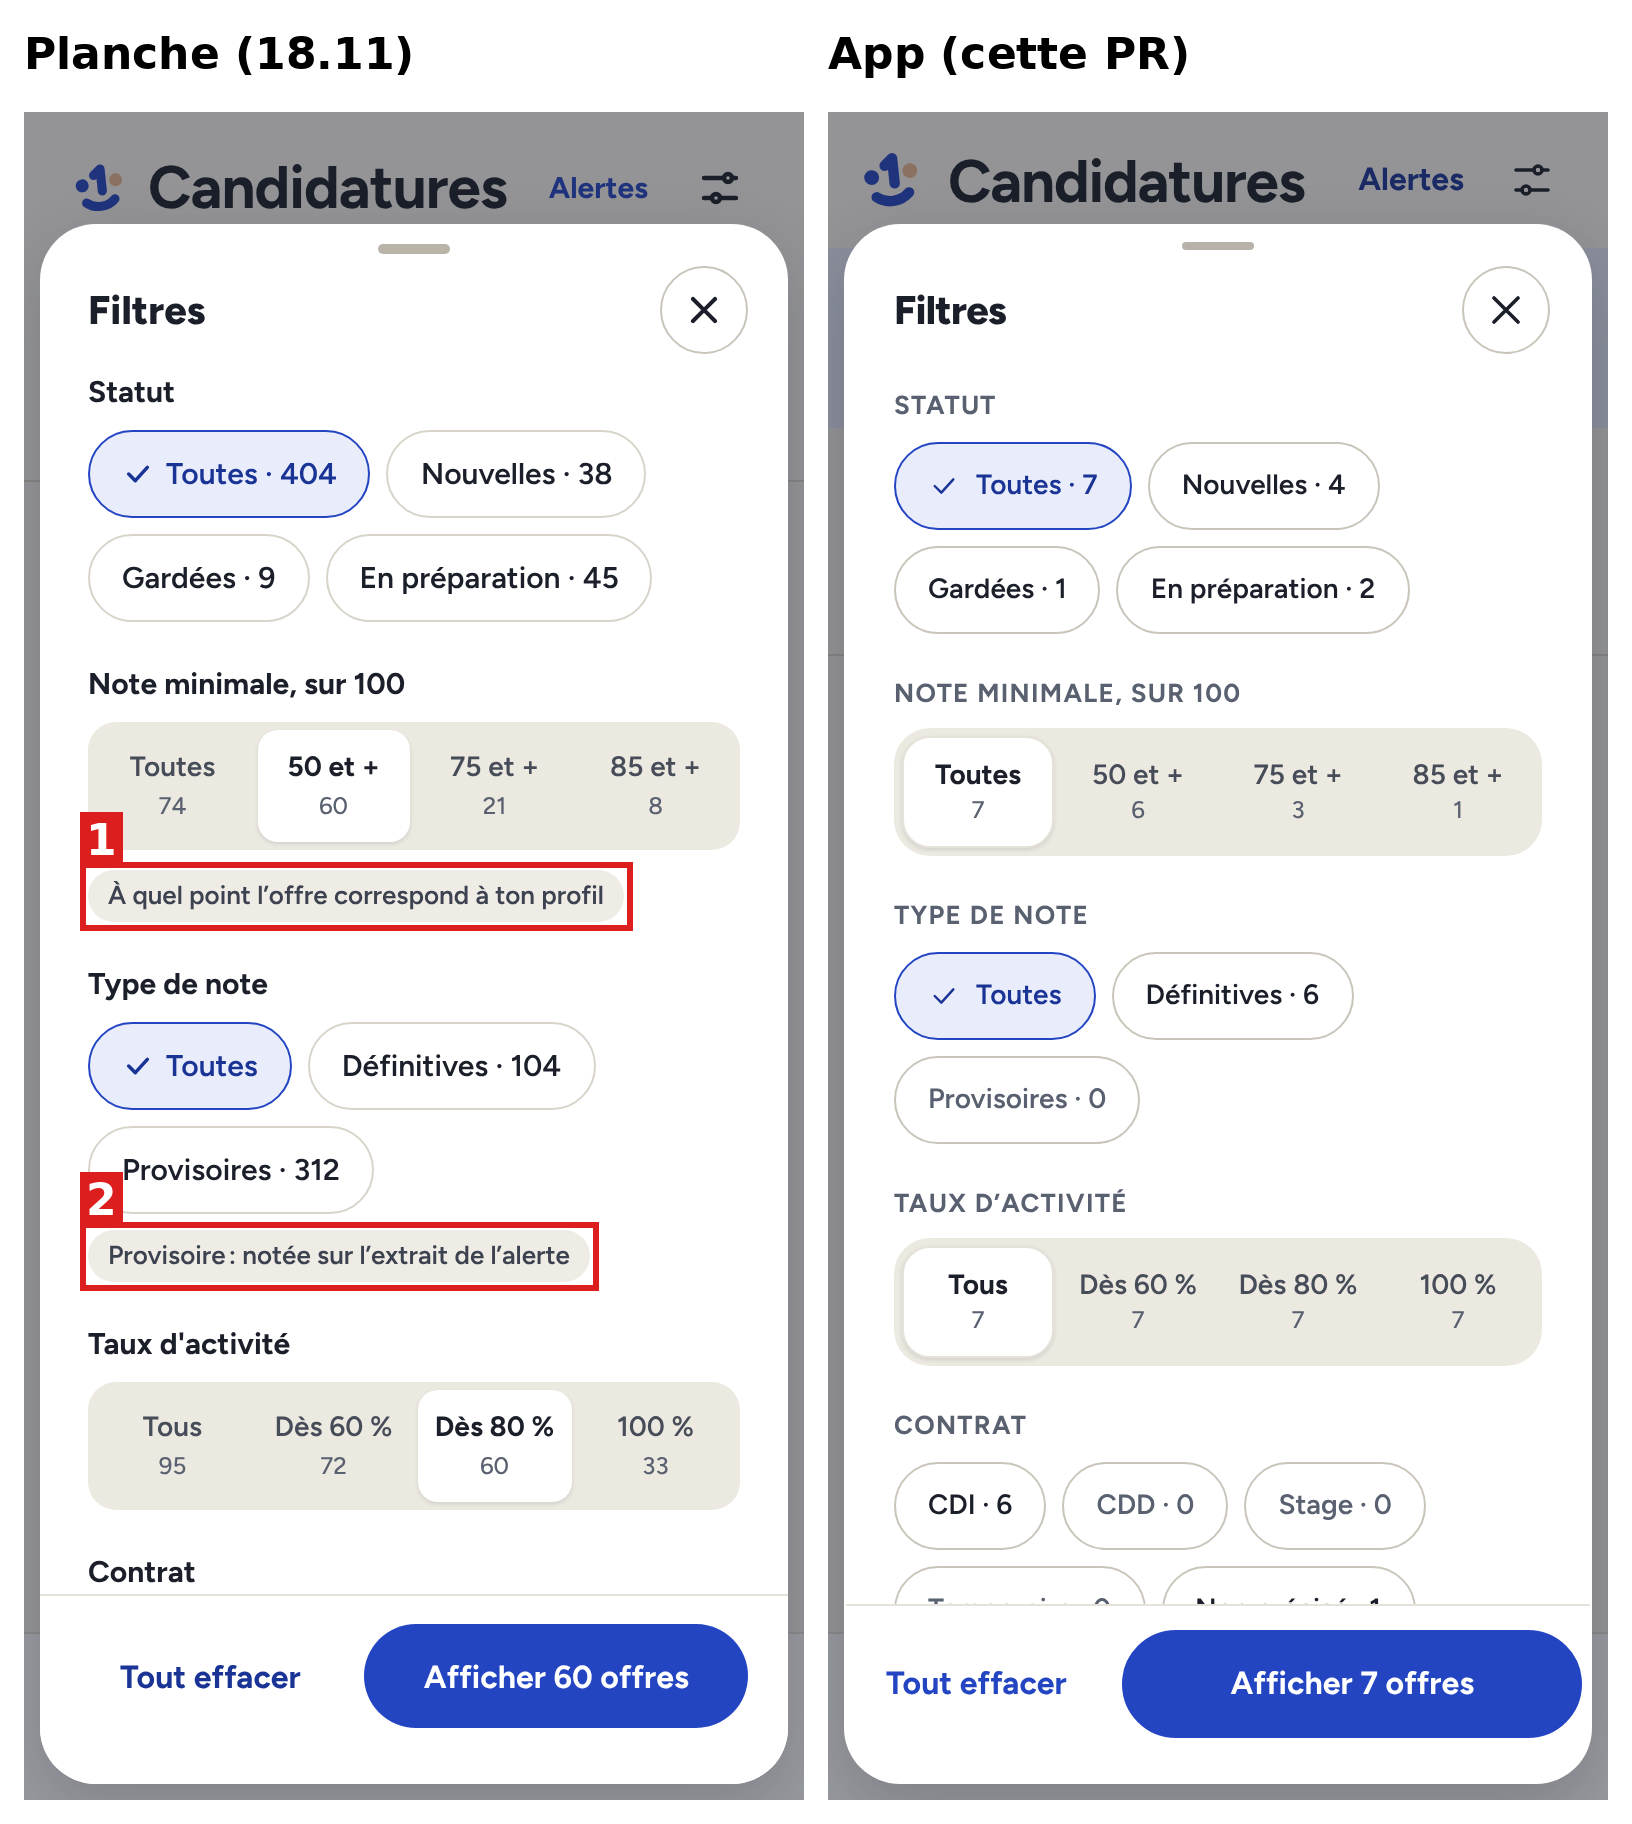 Planche (18.11)
Candidatures Alertes
Filtres
Statut
Toutes · 404 Nouvelles · 38
Gardées · 9 En préparation · 45
Note minimale, sur 100
Toutes 50 et + 75 et + 85 et +
74 60 21 8
1
À quel point l’offre correspond à ton profil
Type de note
Toutes Définitives · 104
Provisoires · 312
2
Provisoire : notée sur l’extrait de l’alerte
Taux d'activité
Tous Dès 60 % Dès 80 % 100 %
95 72 60 33
Contrat
Tout effacer Afficher 60 offres
App (cette PR)
Candidatures Alertes
Filtres
STATUT
Toutes · 7 Nouvelles · 4
Gardées · 1 En préparation · 2
NOTE MINIMALE, SUR 100
Toutes 50 et + 75 et + 85 et +
7 6 3 1
TYPE DE NOTE
Toutes Définitives · 6
Provisoires · 0
TAUX D’ACTIVITÉ
Tous Dès 60 % Dès 80 % 100 %
7 7 7 7
CONTRAT
CDI · 6 CDD · 0 Stage · 0
Tout effacer Afficher 7 offres